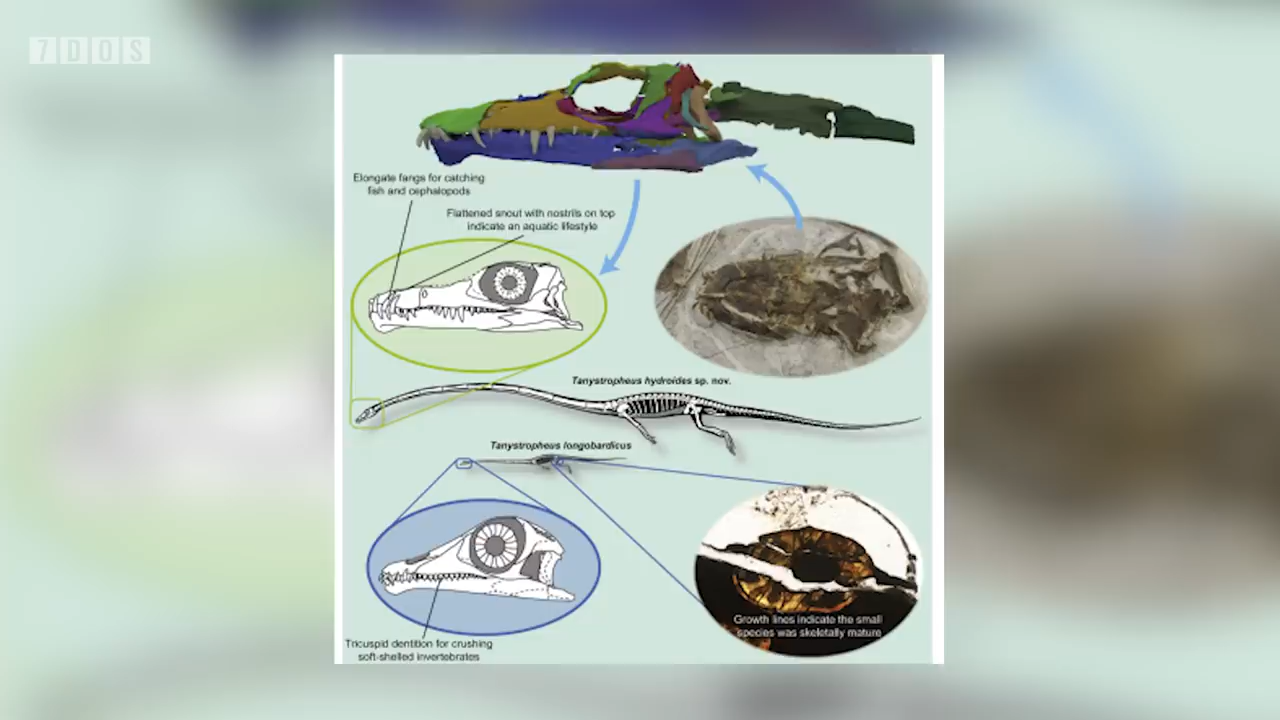 7DOS
Elongate fangs for catching
fish and cephalopods
Flattened snout with nostrils on top
indicate an aquatic lifestyle
Tanystropheus hydroides sp. nov.
Tanystropheus longobardicus
Growth lines indicate the small
species was skeletally mature
Tricuspid dentition for crushing
soft-shelled invertebrates